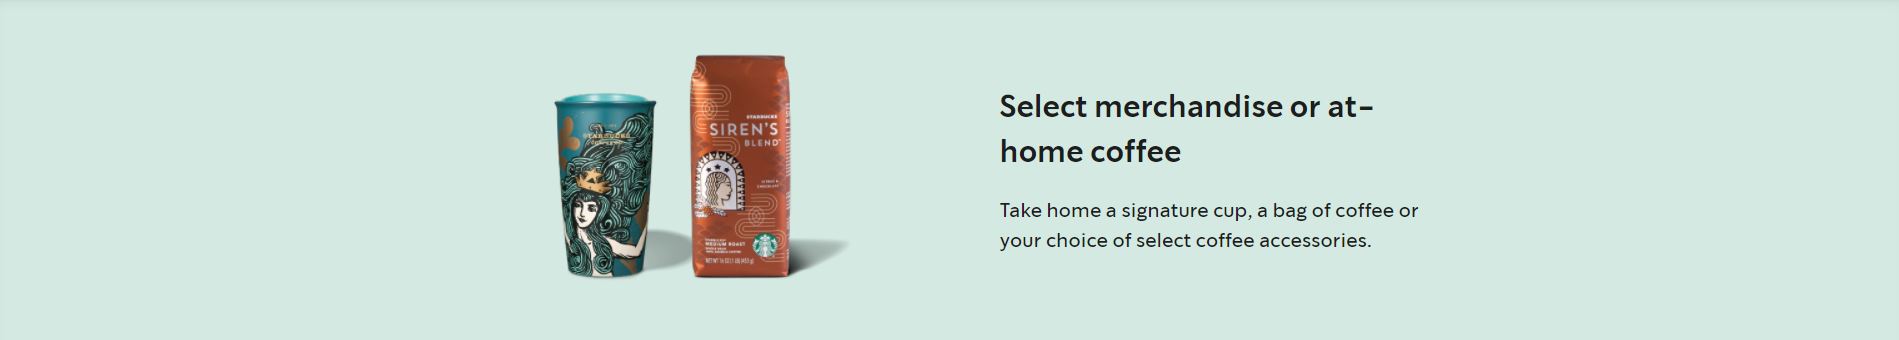 STARBUCKS
SIREN'S
BLEND
MEDIUM ROAST
Select merchandise or at-
home coffee
Take home a signature cup, a bag of coffee or
your choice of select coffee accessories.